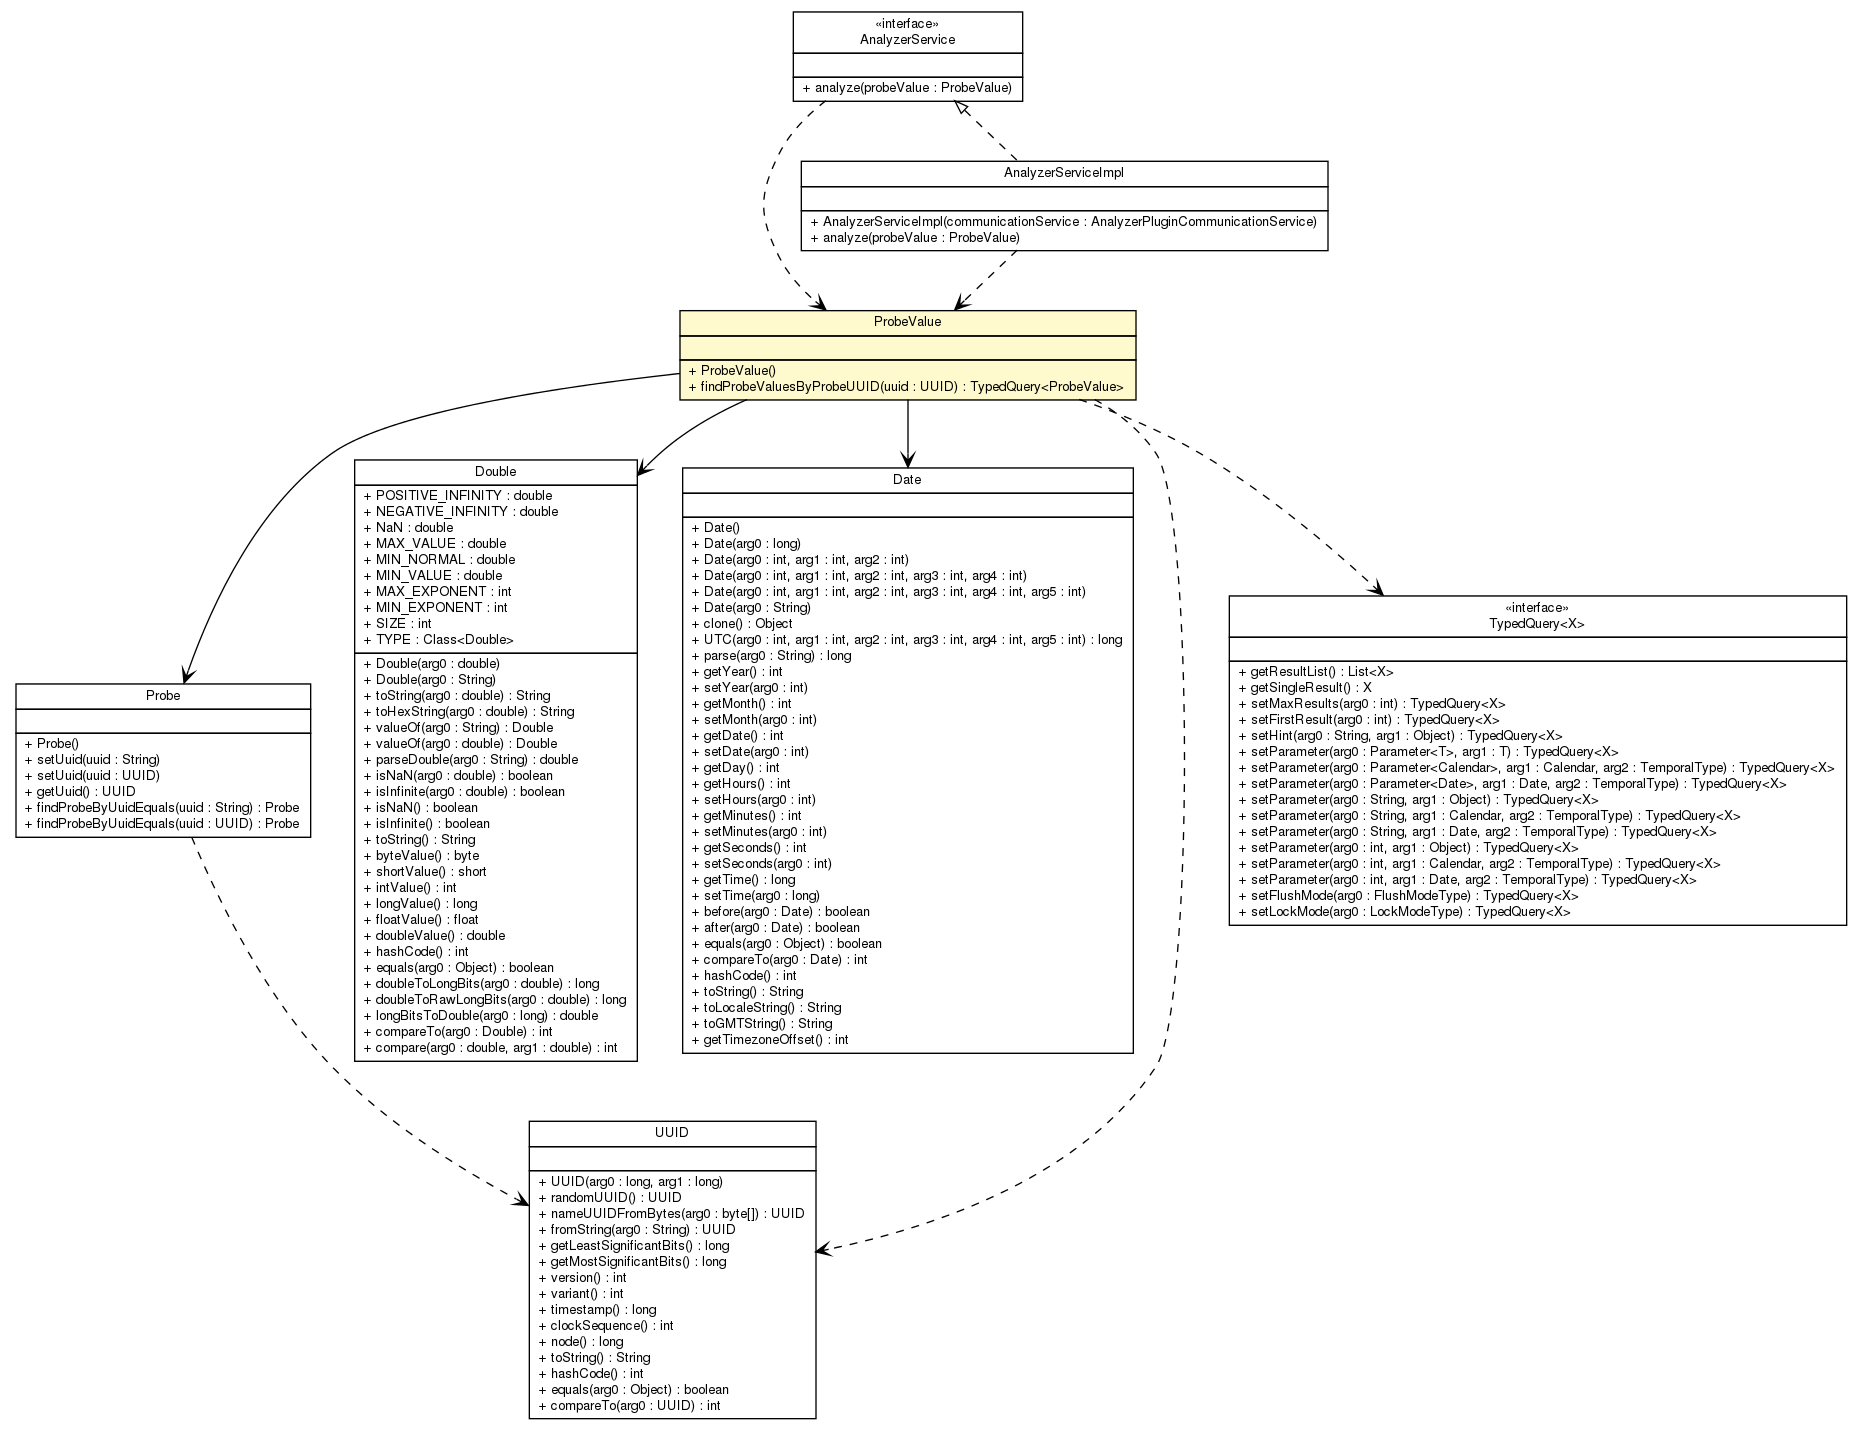 «interface»
AnalyzerService
+ analyze(probeValue : ProbeValue)
AnalyzerServiceImpl
+ AnalyzerServiceImpl(communicationService : AnalyzerPluginCommunicationService)
+ analyze(probeValue : ProbeValue)
ProbeValue
+ ProbeValue()
+ findProbeValuesByProbeUUID(uuid : UUID) : TypedQuery<ProbeValue>
Double
+ POSITIVE_INFINITY : double
+ NEGATIVE_INFINITY : double
+ NaN : double
+ MAX_VALUE : double
+ MIN_NORMAL : double
+ MIN_VALUE : double
+ MAX_EXPONENT : int
+ MIN_EXPONENT : int
+ SIZE : int
+ TYPE : Class<Double>
+ Double(arg0 : double)
+ Double(arg0 : String)
+ toString(arg0 : double) : String
+ toHexString(arg0 : double) : String
+ valueOf(arg0 : String) : Double
+ valueOf(arg0 : double) : Double
+ parseDouble(arg0 : String) : double
+ isNaN(arg0 : double) : boolean
+ isInfinite(arg0 : double) : boolean
+ isNaN() : boolean
+ isInfinite() : boolean
+ toString() : String
+ byteValue() : byte
+ shortValue() : short
+ intValue() : int
+ longValue() : long
+ floatValue() : float
+ doubleValue() : double
+ hashCode() : int
+ equals(arg0 : Object) : boolean
+ doubleToLongBits(arg0 : double) : long
+ doubleToRawLongBits(arg0 : double) : long
+ longBitsToDouble(arg0 : long) : double
+ compareTo(arg0 : Double) : int
+ compare(arg0 : double, arg1 : double) : int
Date
+ Date()
+ Date(arg0 : long)
+ Date(arg0 : int, arg1 : int, arg2 : int)
+ Date(arg0 : int, arg1 : int, arg2 : int, arg3 : int, arg4 : int)
+ Date(arg0 : int, arg1 : int, arg2 : int, arg3 : int, arg4 : int, arg5 : int)
+ Date(arg0 : String)
+ clone() : Object
+ UTC(arg0 : int, arg1 : int, arg2 : int, arg3 : int, arg4 : int, arg5 : int) : long
+ parse(arg0 : String) : long
+ getYear() : int
+ setYear(arg0 : int)
+ getMonth() : int
+ setMonth(arg0 : int)
+ getDate() : int
+ setDate(arg0 : int)
+ getDay() : int
+ getHours() : int
+ setHours(arg0 : int)
+ getMinutes() : int
+ setMinutes(arg0 : int)
+ getSeconds() : int
+ setSeconds(arg0 : int)
+ getTime() : long
+ setTime(arg0 : long)
+ before(arg0 : Date) : boolean
+ after(arg0 : Date) : boolean
+ equals(arg0 : Object) : boolean
+ compareTo(arg0 : Date) : int
+ hashCode() : int
+ toString() : String
+ toLocaleString() : String
+ toGMTString() : String
+ getTimezoneOffset() : int
«interface»
TypedQuery<X>
+ getResultList() : List<X>
+ getSingleResult() : X
+ setMaxResults(arg0 : int) : TypedQuery<X>
+ setFirstResult(arg0 : int) : TypedQuery<X>
+ setHint(arg0 : String, arg1 : Object) : TypedQuery<X>
+ setParameter(arg0 : Parameter<T>, arg1 : T) : TypedQuery<X>
+ setParameter(arg0 : Parameter<Calendar>, arg1 : Calendar, arg2 : TemporalType) : TypedQuery<X>
+ setParameter(arg0 : Parameter<Date>, arg1 : Date, arg2 : TemporalType) : TypedQuery<X>
+ setParameter(arg0 : String, arg1 : Object) : TypedQuery<X>
+ setParameter(arg0 : String, arg1 : Calendar, arg2 : TemporalType) : TypedQuery<X>
+ setParameter(arg0 : String, arg1 : Date, arg2 : TemporalType) : TypedQuery<X>
+ setParameter(arg0 : int, arg1 : Object) : TypedQuery<X>
+ setParameter(arg0 : int, arg1 : Calendar, arg2 : TemporalType) : TypedQuery<X>
+ setParameter(arg0 : int, arg1 : Date, arg2 : TemporalType) : TypedQuery<X>
+ setFlushMode(arg0 : FlushModeType) : TypedQuery<X>
+ setLockMode(arg0 : LockModeType) : TypedQuery<X>
Probe
+ Probe()
+ setUuid(uuid : String)
+ setUuid(uuid : UUID)
+ getUuid() : UUID
+ findProbeByUuidEquals(uuid : String) : Probe
+ findProbeByUuidEquals(uuid : UUID) : Probe
UUID
+ UUID(arg0 : long, arg1 : long)
+ randomUUID() : UUID
+ nameUUIDFromBytes(arg0 : byte[]) : UUID
+ fromString(arg0 : String) : UUID
+ getLeastSignificantBits() : long
+ getMostSignificantBits() : long
+ version() : int
+ variant() : int
+ timestamp() : long
+ clockSequence() : int
+ node() : long
+ toString() : String
+ hashCode() : int
+ equals(arg0 : Object) : boolean
+ compareTo(arg0 : UUID) : int